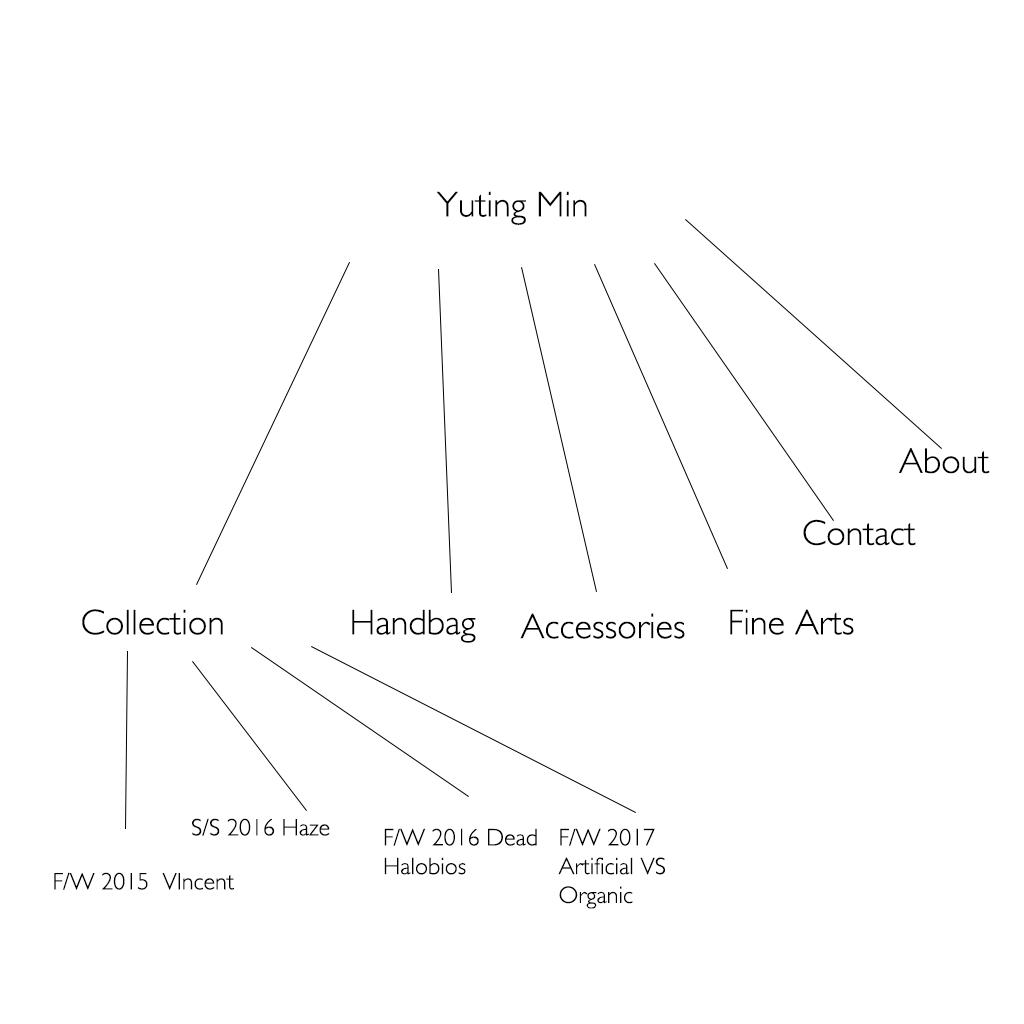 Yuting Min
About
Contact
Collection
Handbag
Accessories
Fine Arts
S/S 2016 Haze
F/W 2016 Dead
Halobios
F/W 2017
Artificial VS
Organic
F/W 2015  VIncent